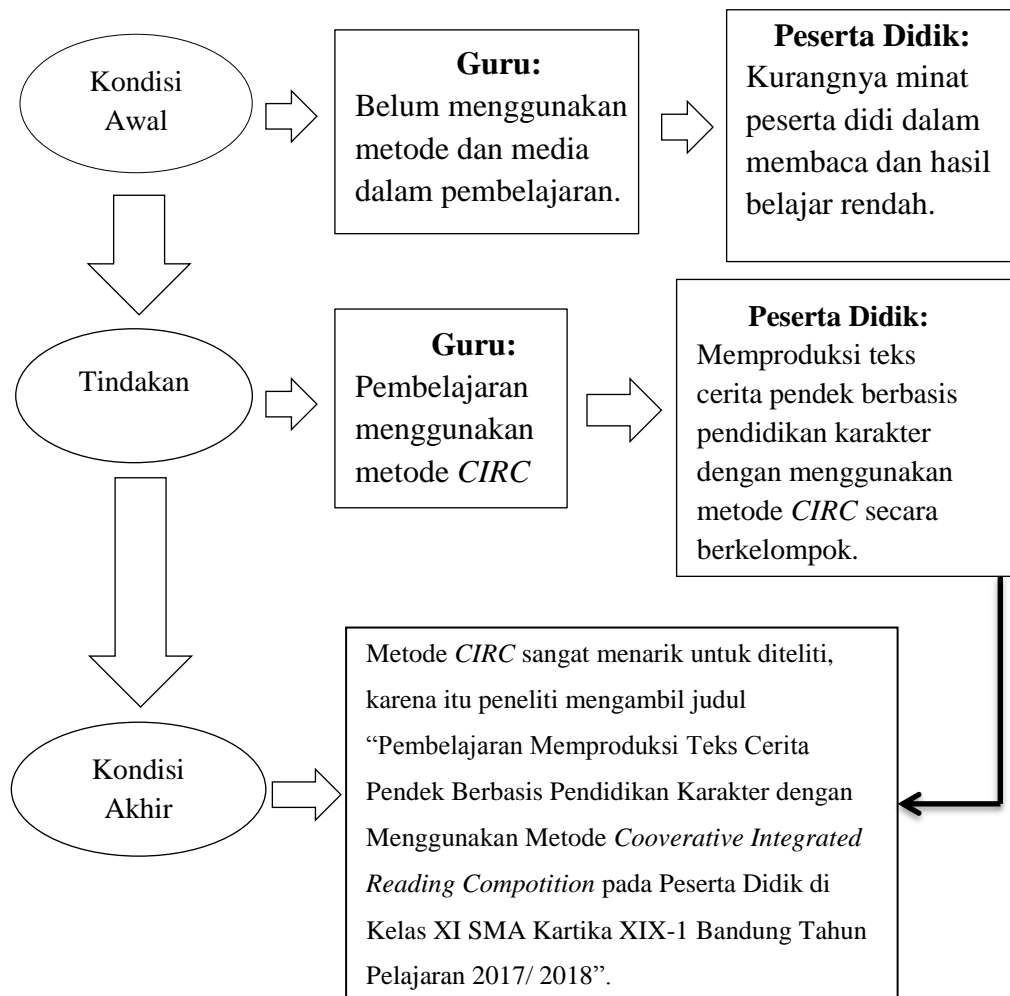 Kondisi
Awal
Guru:
Belum menggunakan
metode dan media
dalam pembelajaran.
Peserta Didik:
Kurangnya minat
peserta didi dalam
membaca dan hasil
belajar rendah.
Tindakan
Guru:
Pembelajaran
menggunakan
metode CIRC
Peserta Didik:
Memproduksi teks
cerita pendek berbasis
pendidikan karakter
dengan menggunakan
metode CIRC secara
berkelompok.
Kondisi
Akhir
Metode CIRC sangat menarik untuk diteliti,
karena itu peneliti mengambil judul
“Pembelajaran Memproduksi Teks Cerita
Pendek Berbasis Pendidikan Karakter dengan
Menggunakan Metode Cooverative Integrated
Reading Compotition pada Peserta Didik di
Kelas XI SMA Kartika XIX-1 Bandung Tahun
Pelajaran 2017/ 2018”.